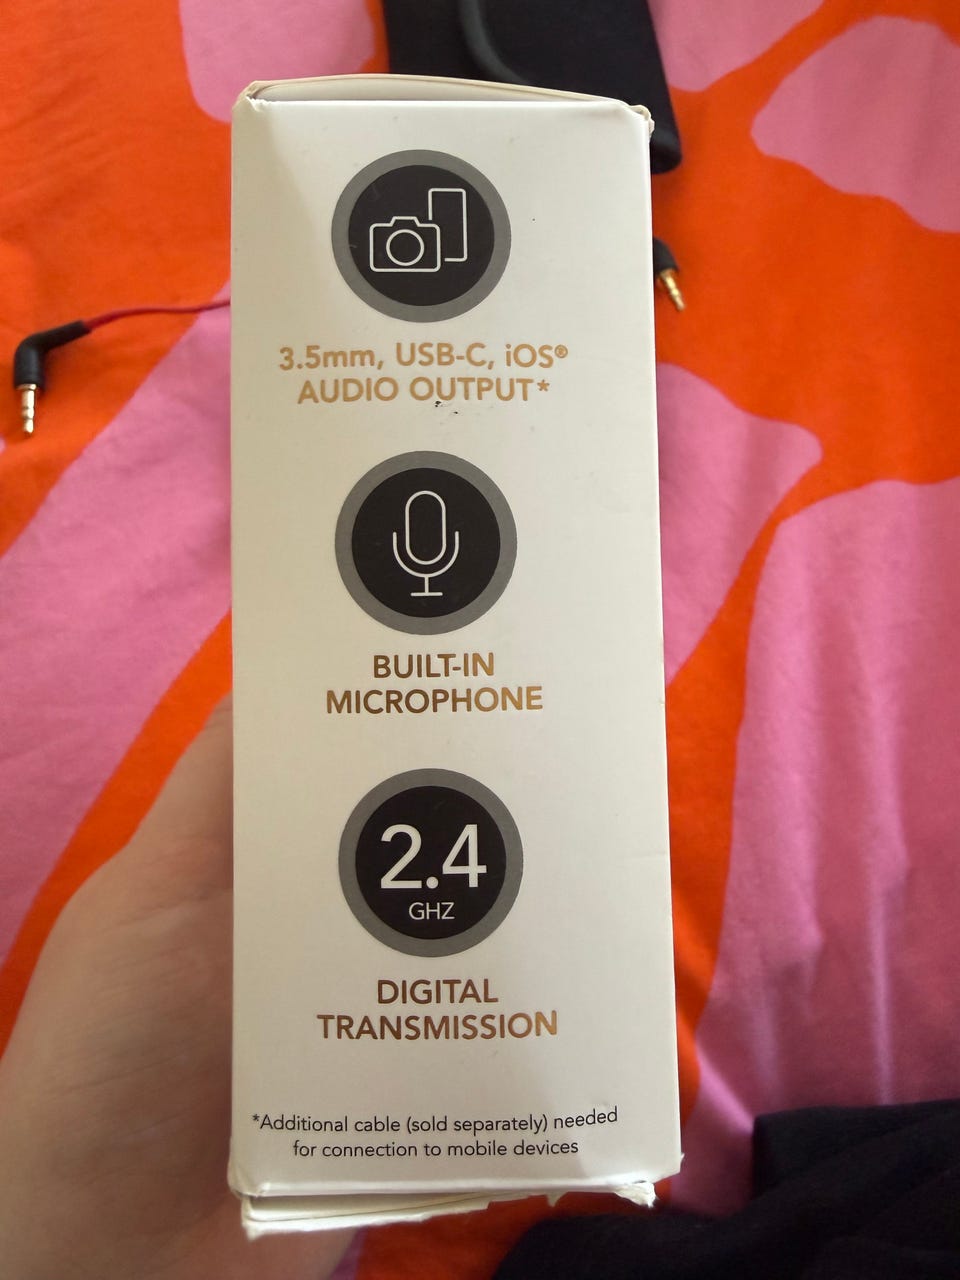 3.5mm, USB-C, iOS®
AUDIO OUTPUT*
BUILT-IN
MICROPHONE
2.4
GHZ
DIGITAL
TRANSMISSION
*Additional cable (sold separately) needed
for connection to mobile devices